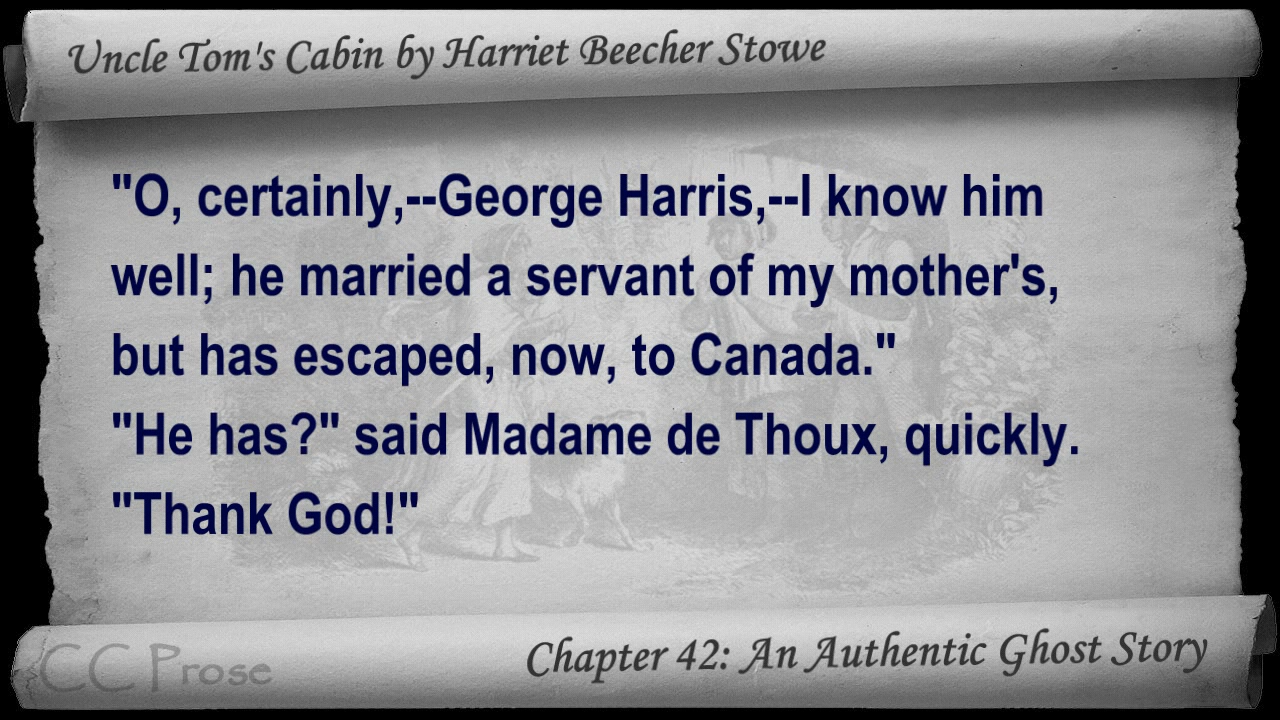 Uncle Tom's Cabin by Harriet Beecher Stowe
"O, certainly,--George Harris,--I know him
well; he married a servant of my mother's,
but has escaped, now, to Canada."
"He has?" said Madame de Thoux, quickly.
"Thank God!"
CC Prose
Chapter 42: An Authentic Ghost Story